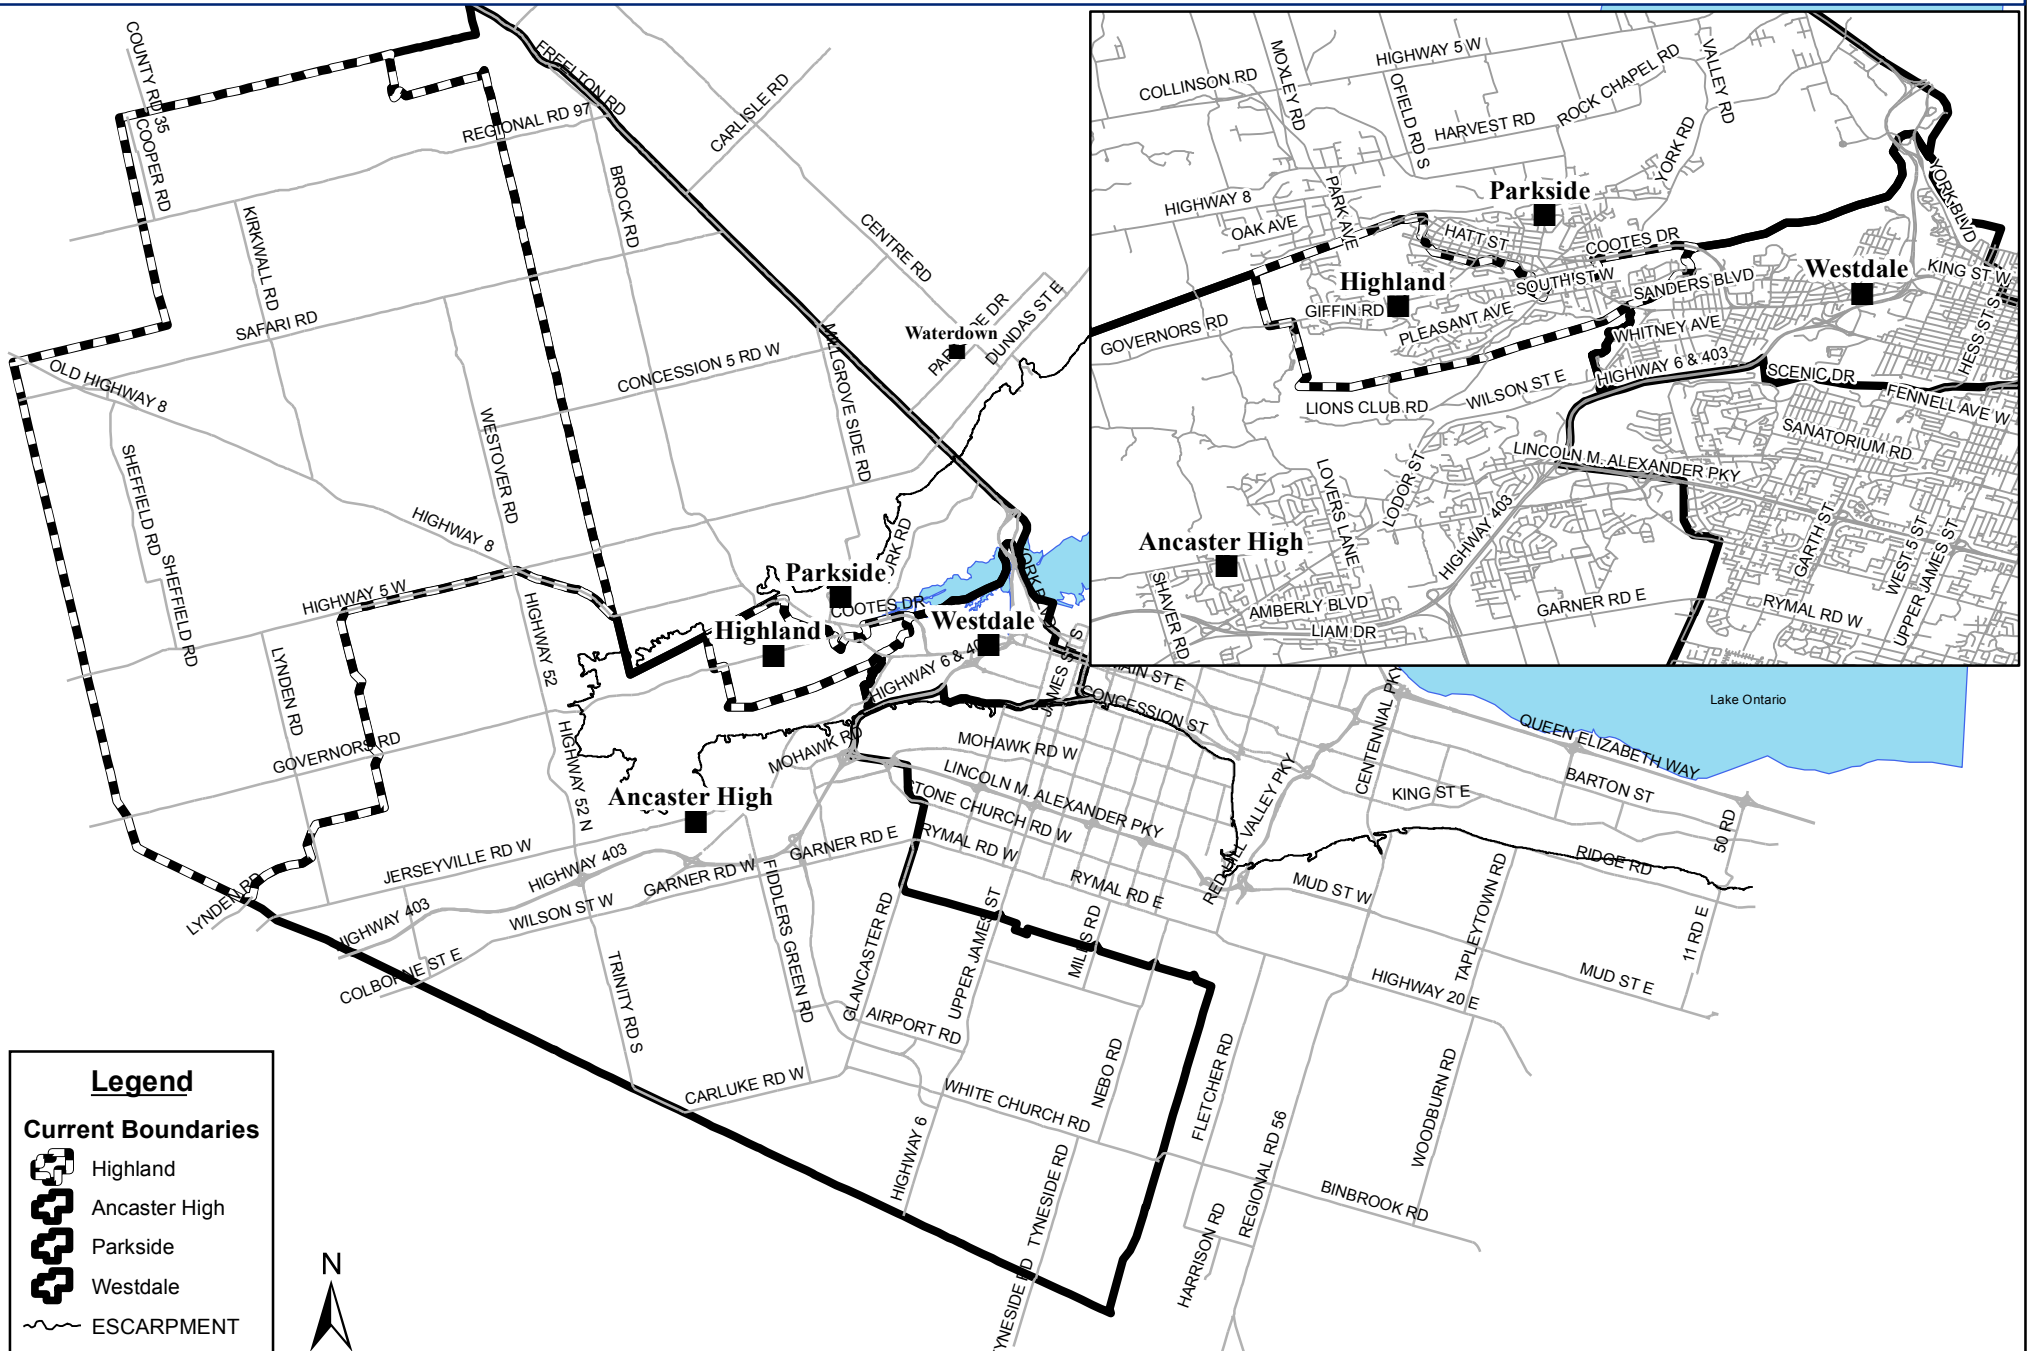 COUNTY RD 35
COOPER RD
FREELTON RD
REGIONAL RD 97
CARLISLE RD
BROCK RD
KIRKWALL RD
CENTRE RD
SAFARI RD
Waterdown
DUNDAS ST E
MILLGROVE SIDE RD
CONCESSION 5 RD W
OLD HIGHWAY 8
WESTOVER RD
SHEFFIELD RD
SHEFFIELD RD
HIGHWAY 8
HIGHWAY 5 W
HIGHWAY 52
LYNDEN RD
GOVERNORS RD
HIGHWAY 52 N
Parkside
COOTES DR
Highland
Westdale
HIGHWAY 6 & 403
MOHAWK RD
Ancaster High
JERSEYVILLE RD W
HIGHWAY 403
GARNER RD W
GARNER RD E
WILSON ST W
LYNDEN RD
HIGHWAY 403
COLBORNE ST E
TRINITY RD S
FIDDLERS GREEN RD
GLANCASTER RD
CARLUKE RD W
AIRPORT RD
UPPER JAMES ST
HIGHWAY 6
WHITE CHURCH RD
NEBO RD
TYNESIDE RD
TYNESIDE RD
MILES RD
MAIN ST E
CONCESSION ST
MOHAWK RD W
LINCOLN M. ALEXANDER PKY
STONE CHURCH RD W
RYMAL RD W
RYMAL RD E
RED HILL VALLEY PKY
CENTENNIAL PKY
Lake Ontario
QUEEN ELIZABETH WAY
BARTON ST
KING ST E
50 RD
RIDGE RD
MUD ST W
TAPLEYTOWN RD
11 RD E
MUD ST E
HIGHWAY 20 E
FLETCHER RD
WOODBURN RD
REGIONAL RD 56
BINBROOK RD
HARRISON RD
COLLINSON RD
MOXLEY RD
HIGHWAY 5 W
OFIELD RD S
HARVEST RD
ROCK CHAPEL RD
VALLEY RD
YORK RD
HIGHWAY 8
PARK AVE
OAK AVE
Parkside
HATT ST
COOTES DR
YORK BLVD
Highland
GIFFIN RD
SOUTH ST W
SANDERS BLVD
Westdale
KING ST W
GOVERNORS RD
PLEASANT AVE
WHITNEY AVE
HESS ST S
HIGHWAY 6 & 403
SCENIC DR
FENNELL AVE W
LIONS CLUB RD
WILSON ST E
SANATORIUM RD
LINCOLN M. ALEXANDER PKY
LOVERS LANE
LODOR ST
HIGHWAY 403
GARTH ST
WEST 5 ST
UPPER JAMES ST
Ancaster High
SHAVER RD
AMBERLY BLVD
LIAM DR
GARNER RD E
RYMAL RD W
Legend
Current Boundaries
Highland
Ancaster High
Parkside
Westdale
ESCARPMENT
N